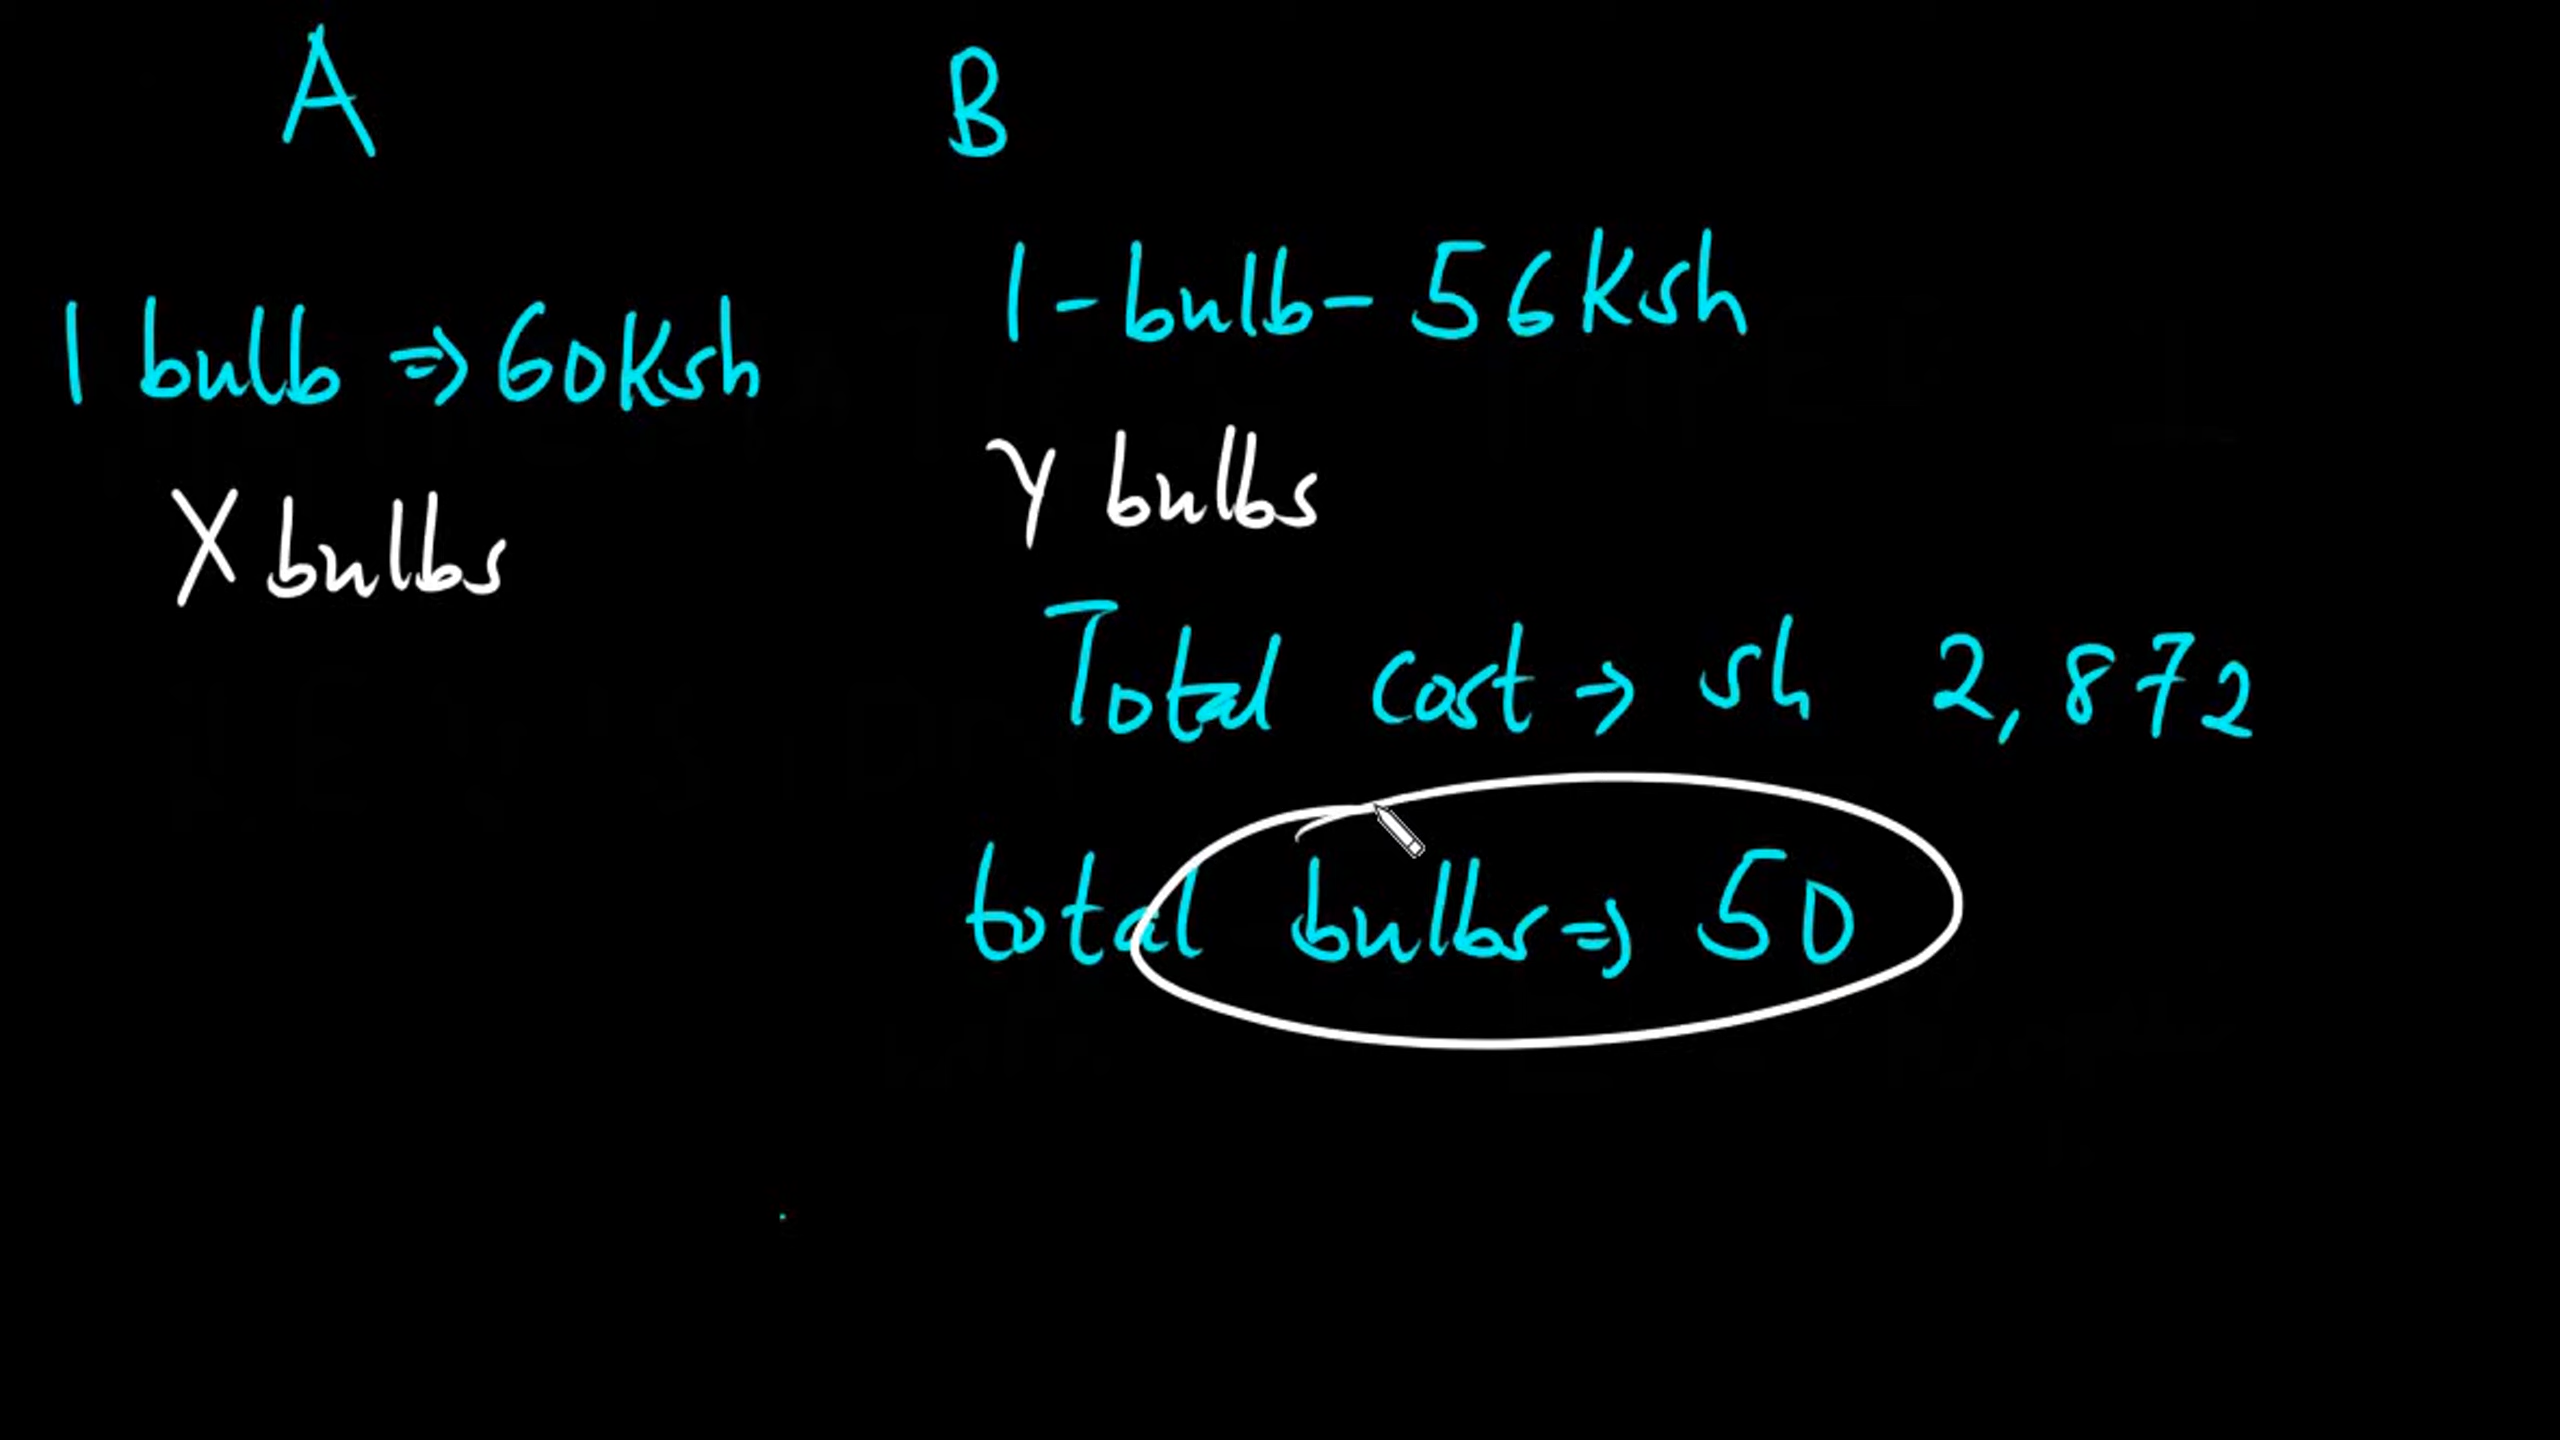 A
B
1 bulb ⇒ 60Ksh
1 - bulb - 56Ksh
X bulbs
Y bulbs
Total cost → sh 2,872
total bulbs ⇒ 50